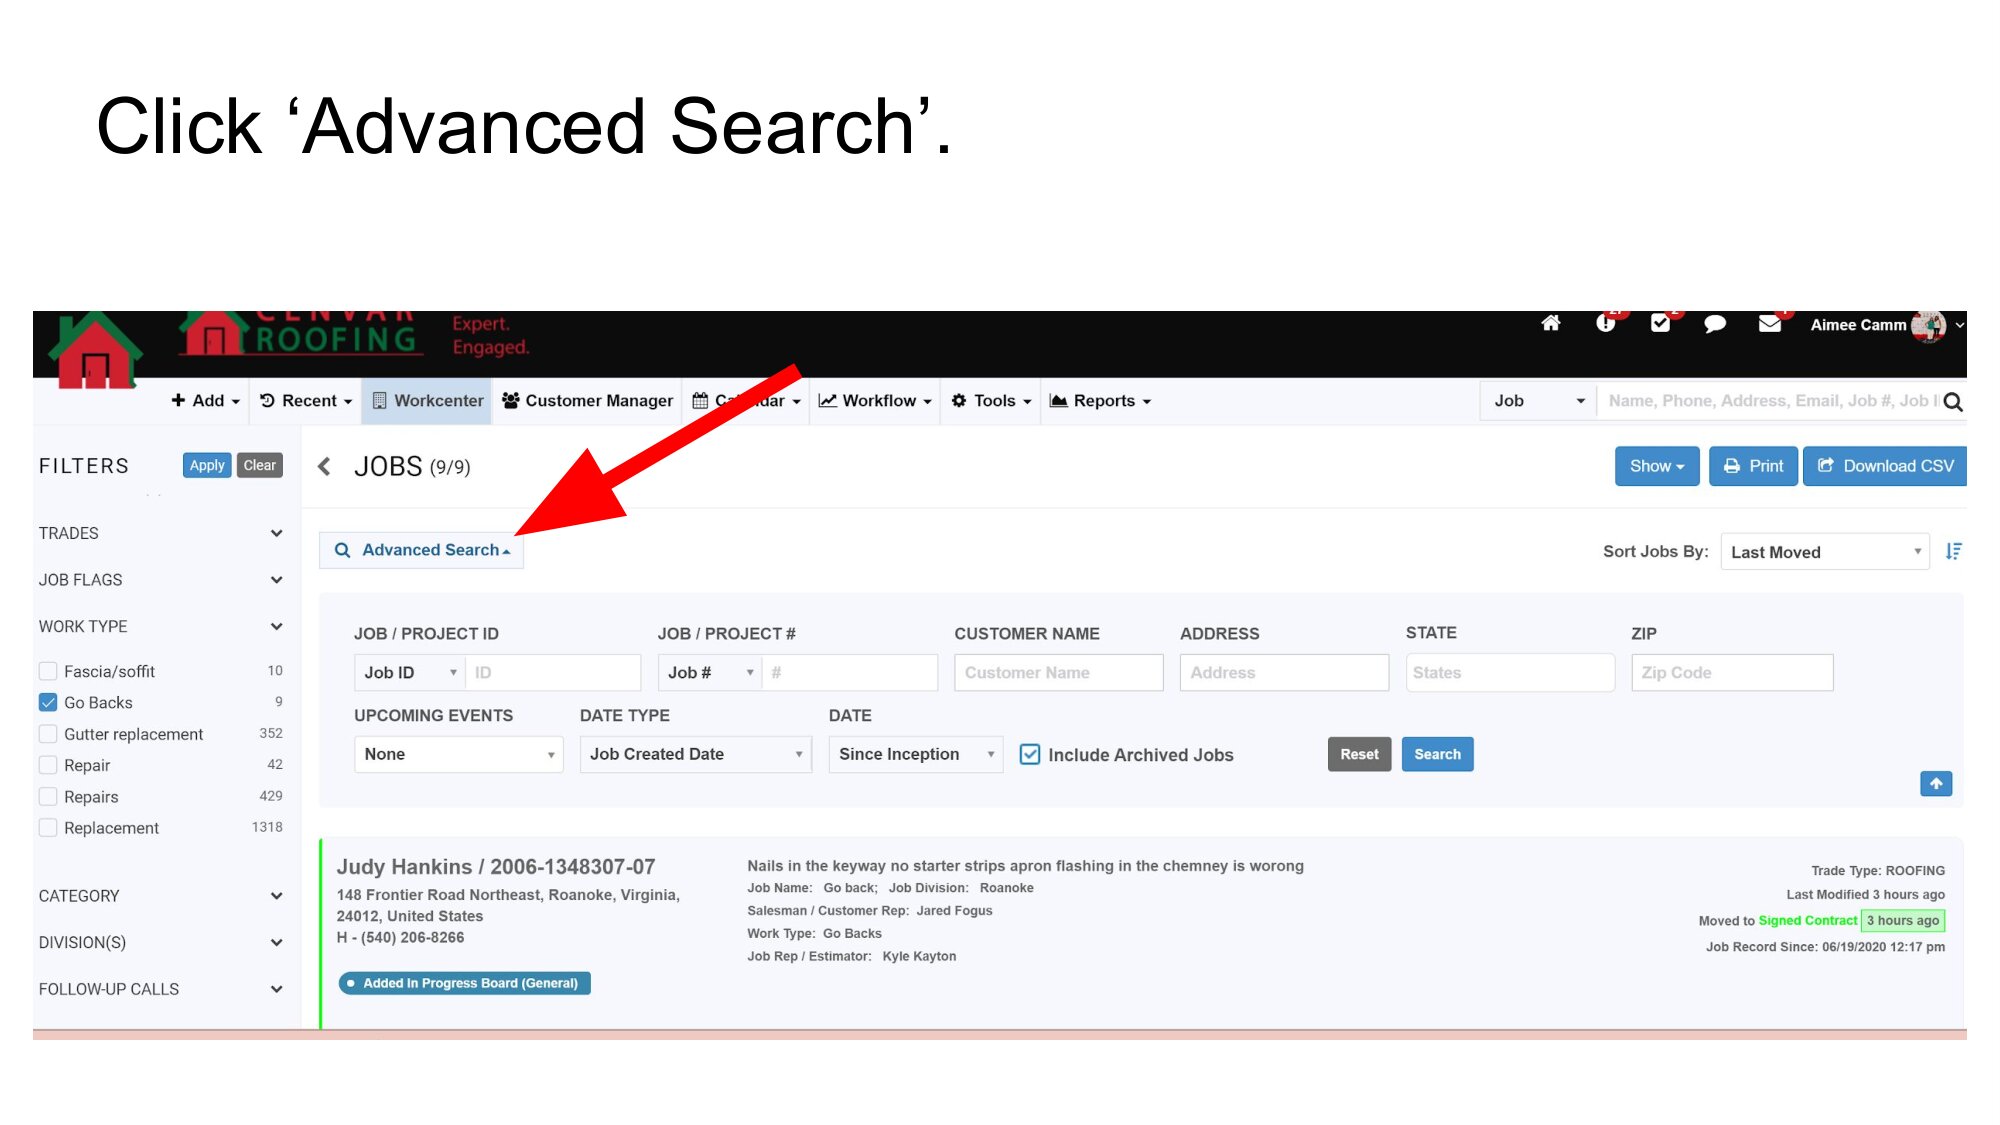 Click ‘Advanced Search’.
CENVAR
ROOFING
Expert.
Engaged.
Aimee Camm
Add
Recent
Workcenter
Customer Manager
Workflow
Tools
Reports
Job
Name, Phone, Address, Email, Job #, Job I
FILTERS
Apply
Clear
JOBS (9/9)
Show
Print
Download CSV
TRADES
JOB FLAGS
WORK TYPE
Fascia/soffit 10
Go Backs 9
Gutter replacement 352
Repair 42
Repairs 429
Replacement 1318
CATEGORY
DIVISION(S)
FOLLOW-UP CALLS
Advanced Search
Sort Jobs By: Last Moved
JOB / PROJECT ID
JOB / PROJECT #
CUSTOMER NAME
ADDRESS
STATE
ZIP
Job ID
ID
Job #
#
Customer Name
Address
States
Zip Code
UPCOMING EVENTS
DATE TYPE
DATE
None
Job Created Date
Since Inception
Include Archived Jobs
Reset
Search
Judy Hankins / 2006-1348307-07
148 Frontier Road Northeast, Roanoke, Virginia,
24012, United States
H - (540) 206-8266
Added In Progress Board (General)
Nails in the keyway no starter strips apron flashing in the chemney is worong
Job Name: Go back; Job Division: Roanoke
Salesman / Customer Rep: Jared Fogus
Work Type: Go Backs
Job Rep / Estimator: Kyle Kayton
Trade Type: ROOFING
Last Modified 3 hours ago
Moved to Signed Contract 3 hours ago
Job Record Since: 06/19/2020 12:17 pm